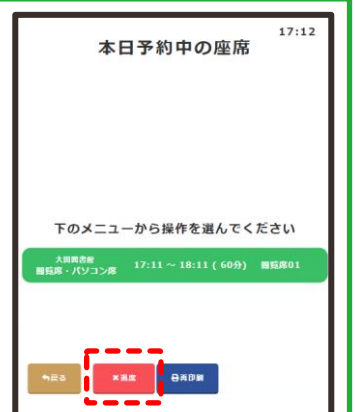 17:12
本日予約中の座席
下のメニューから操作を選んでください
大田図書館
閲覧席・パソコン席
17:11 ~ 18:11 ( 60分)
閲覧席01
戻る
退席
再印刷